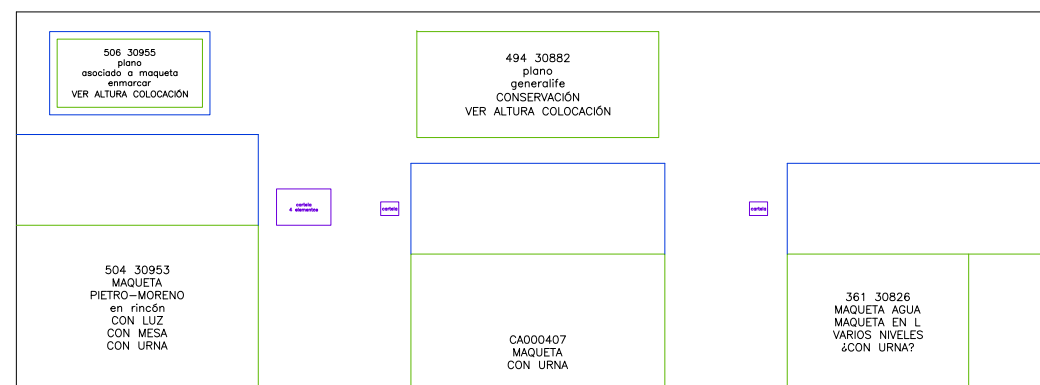 506 30955
plano
asociado a maqueta
enmarcar
VER ALTURA COLOCACIÓN
494 30882
plano
generalife
CONSERVACIÓN
VER ALTURA COLOCACIÓN
cartela
4 elementos
cartela
cartela
504 30953
MAQUETA
PIETRO-MORENO
en rincón
CON LUZ
CON MESA
CON URNA
CA000407
MAQUETA
CON URNA
361 30826
MAQUETA AGUA
MAQUETA EN L
VARIOS NIVELES
¿CON URNA?